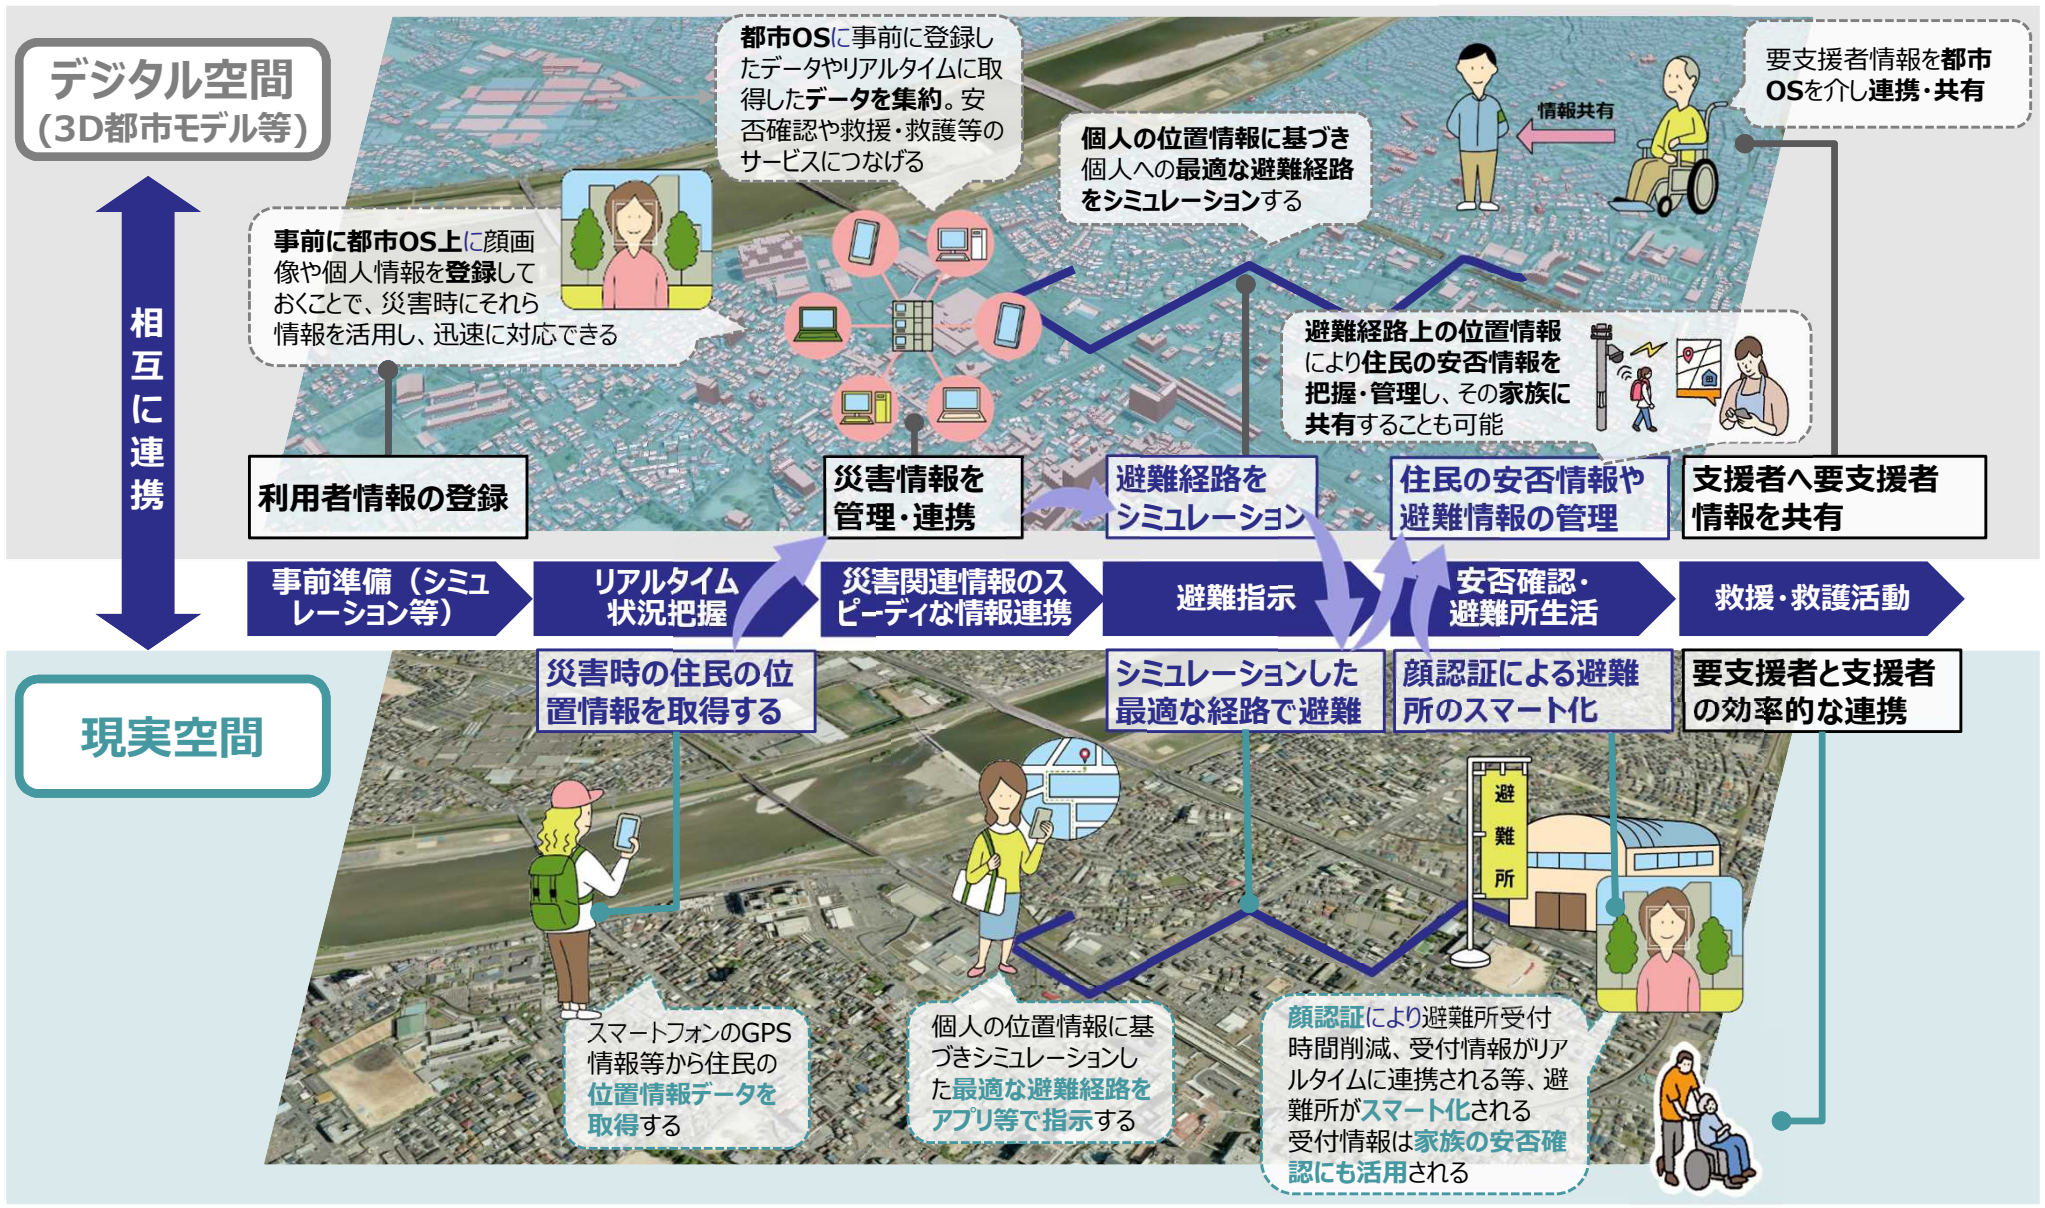 デジタル空間
(3D都市モデル等)
都市OSに事前に登録し
たデータやリアルタイムに取
得したデータを集約。安
否確認や救援・救護等の
サービスにつなげる
個人の位置情報に基づき
個人への最適な避難経路
をシミュレーションする
情報共有
要支援者情報を都市
OSを介し連携・共有
事前に都市OS上に顔画
像や個人情報を登録して
おくことで、災害時にそれら
情報を活用し、迅速に対応できる
避難経路上の位置情報
により住民の安否情報を
把握・管理し、その家族に
共有することも可能
相互に連携
利用者情報の登録
災害情報を
管理・連携
避難経路を
シミュレーション
住民の安否情報や
避難情報の管理
支援者へ要支援者
情報を共有
事前準備（シミュ
レーション等）
リアルタイム
状況把握
災害関連情報のス
ピーディな情報連携
避難指示
安否確認・
避難所生活
救援・救護活動
現実空間
災害時の住民の位
置情報を取得する
シミュレーションした
最適な経路で避難
顔認証による避難
所のスマート化
要支援者と支援者
の効率的な連携
避難所
スマートフォンのGPS
情報等から住民の
位置情報データを
取得する
個人の位置情報に基
づきシミュレーションし
た最適な避難経路を
アプリ等で指示する
顔認証により避難所受付
時間削減、受付情報がリア
ルタイムに連携される等、避
難所がスマート化される
受付情報は家族の安否確
認にも活用される